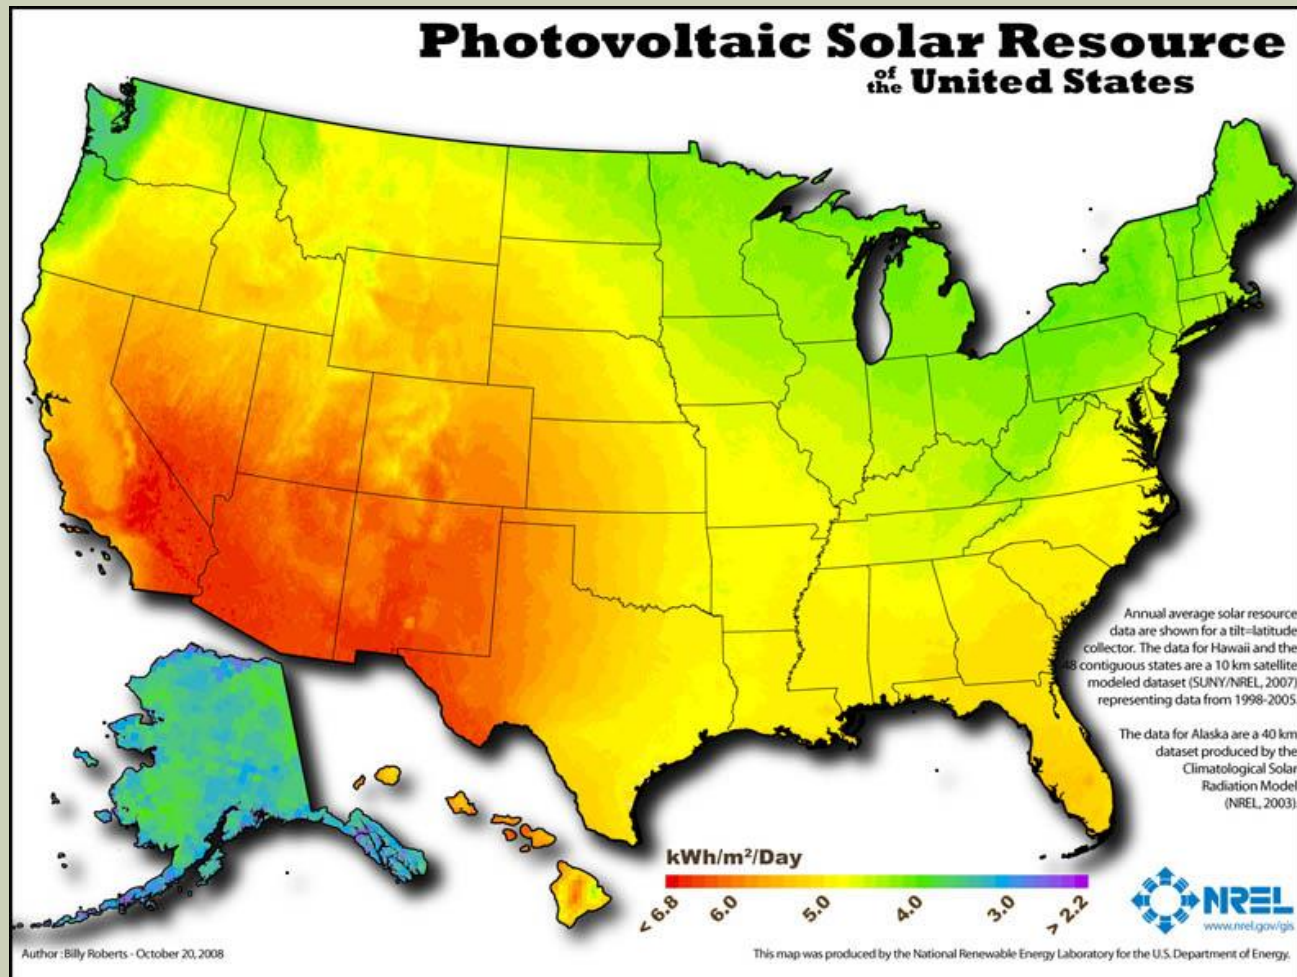 Photovoltaic Solar Resource
of the United States
Annual average solar resource
data are shown for a tilt=latitude
collector. The data for Hawaii and the
48 contiguous states are a 10 km satellite
modeled dataset (SUNY/NREL, 2007)
representing data from 1998-2005.
The data for Alaska are a 40 km
dataset produced by the
Climatological Solar
Radiation Model
(NREL, 2003).
kWh/m²/Day
< 6.8 6.0 5.0 4.0 3.0 > 2.2
NREL
www.nrel.gov/gis
Author : Billy Roberts - October 20, 2008
This map was produced by the National Renewable Energy Laboratory for the U.S. Department of Energy.